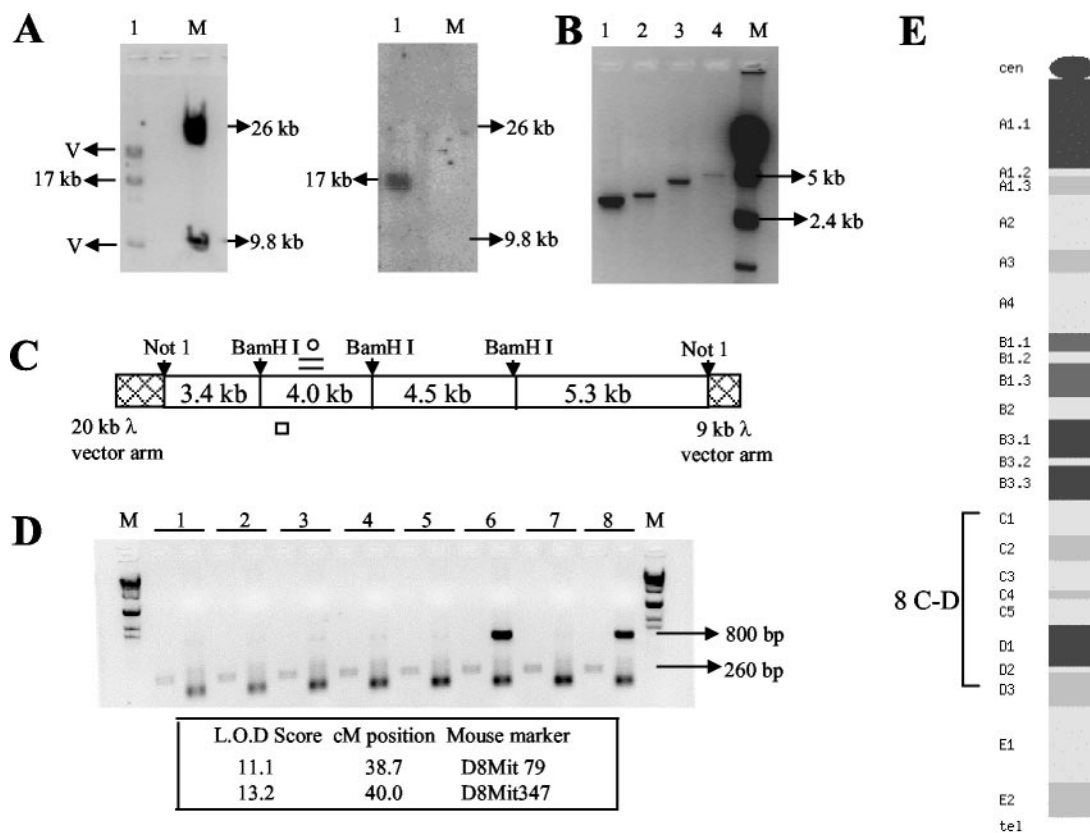 A
1 M
26 kb
V
17 kb
V
9.8 kb
1 M
26 kb
17 kb
9.8 kb
B
1 2 3 4 M
5 kb
2.4 kb
C
Not 1 BamH I BamH I BamH I Not 1
3.4 kb 4.0 kb 4.5 kb 5.3 kb
20 kb λ
vector arm
9 kb λ
vector arm
D
M 1 2 3 4 5 6 7 8 M
800 bp
260 bp
L.O.D Score cM position Mouse marker
11.1 38.7 D8Mit 79
13.2 40.0 D8Mit347
E
cen
A1.1
A1.2
A1.3
A2
A3
A4
B1.1
B1.2
B1.3
B2
B3.1
B3.2
B3.3
C1
C2
C3
C4
C5
D1
D2
D3
E1
E2
tel
8 C-D